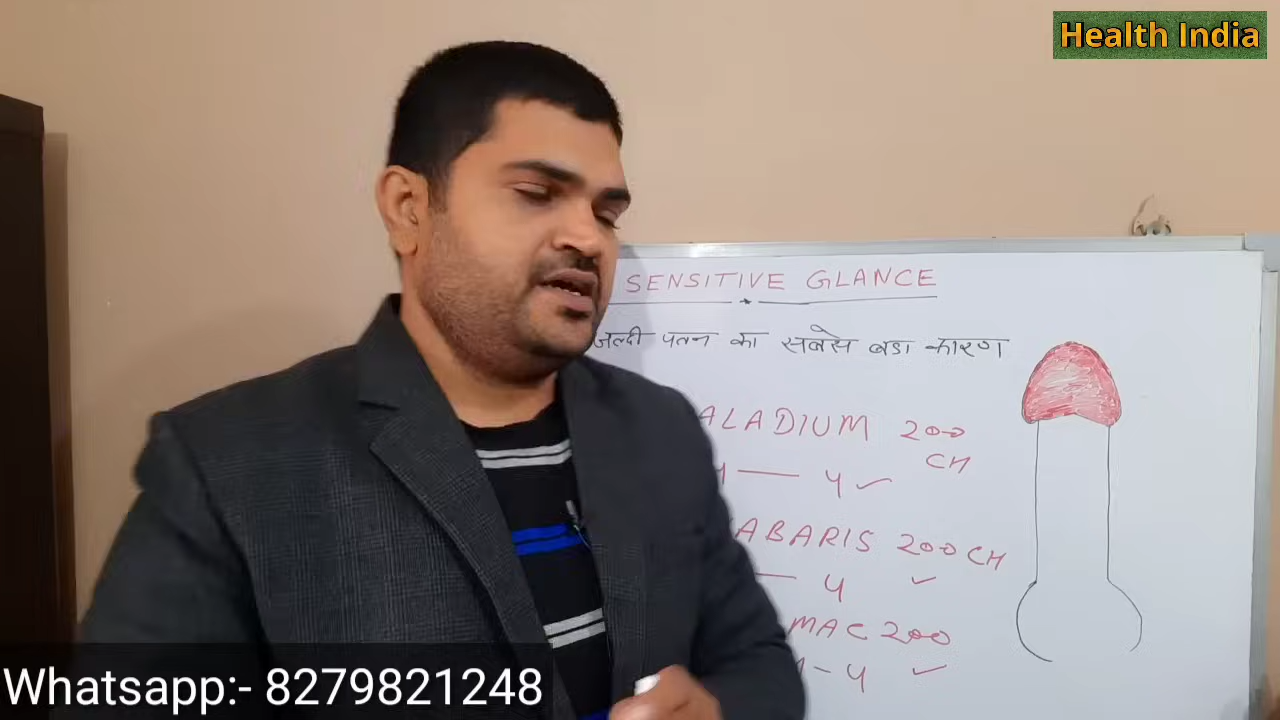 Health India
SENSITIVE GLANCE
जल्दी पतन का सबसे बडा कारण
ALADIUM 200
CH
4 — 4
ABARIS 200 CH
— 4
MAC 200
- 4
Whatsapp:- 8279821248